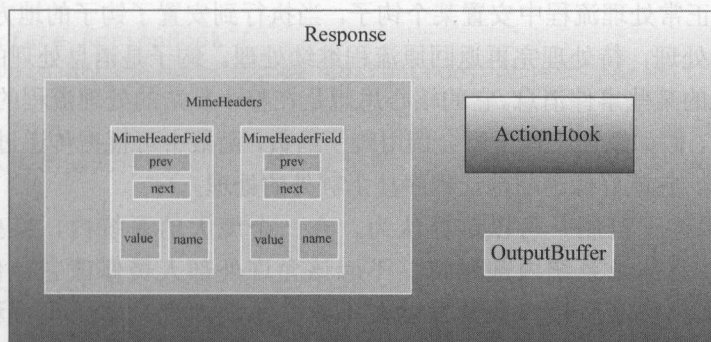 Response
MimeHeaders
MimeHeaderField
prev
next
value
name
MimeHeaderField
prev
next
value
name
ActionHook
OutputBuffer